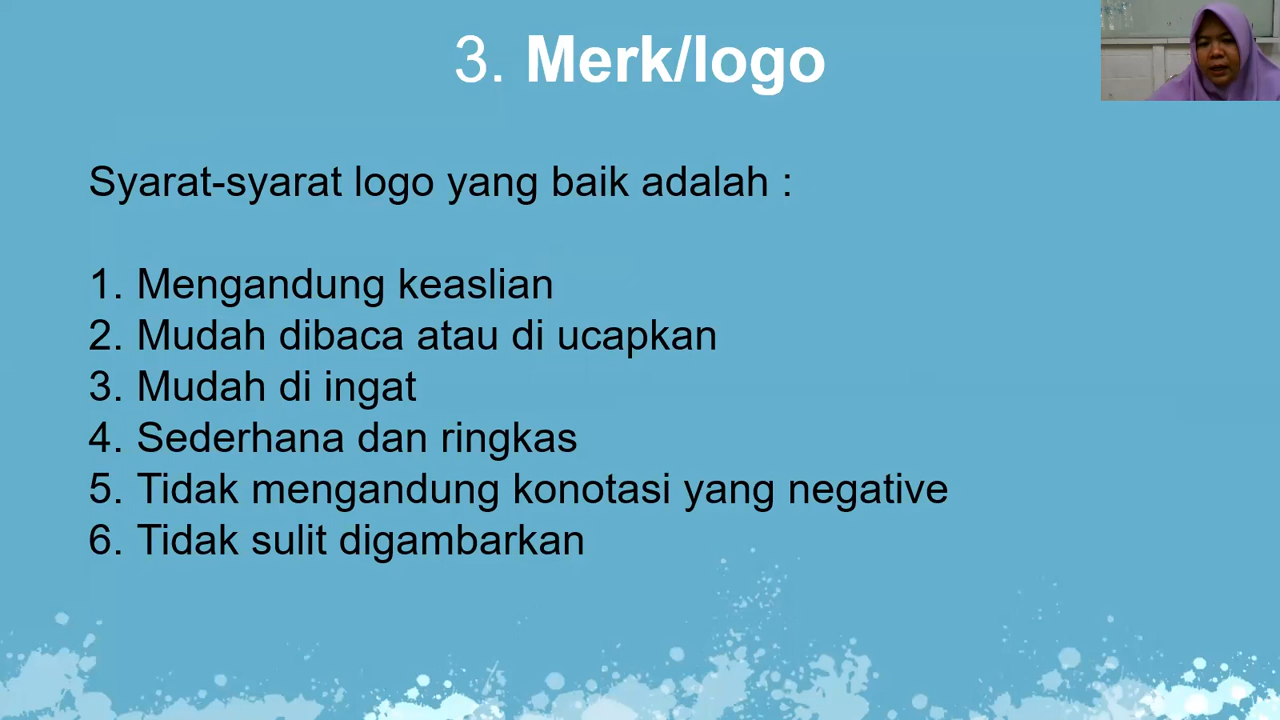 3. Merk/logo
Syarat-syarat logo yang baik adalah :
1. Mengandung keaslian
2. Mudah dibaca atau di ucapkan
3. Mudah di ingat
4. Sederhana dan ringkas
5. Tidak mengandung konotasi yang negative
6. Tidak sulit digambarkan